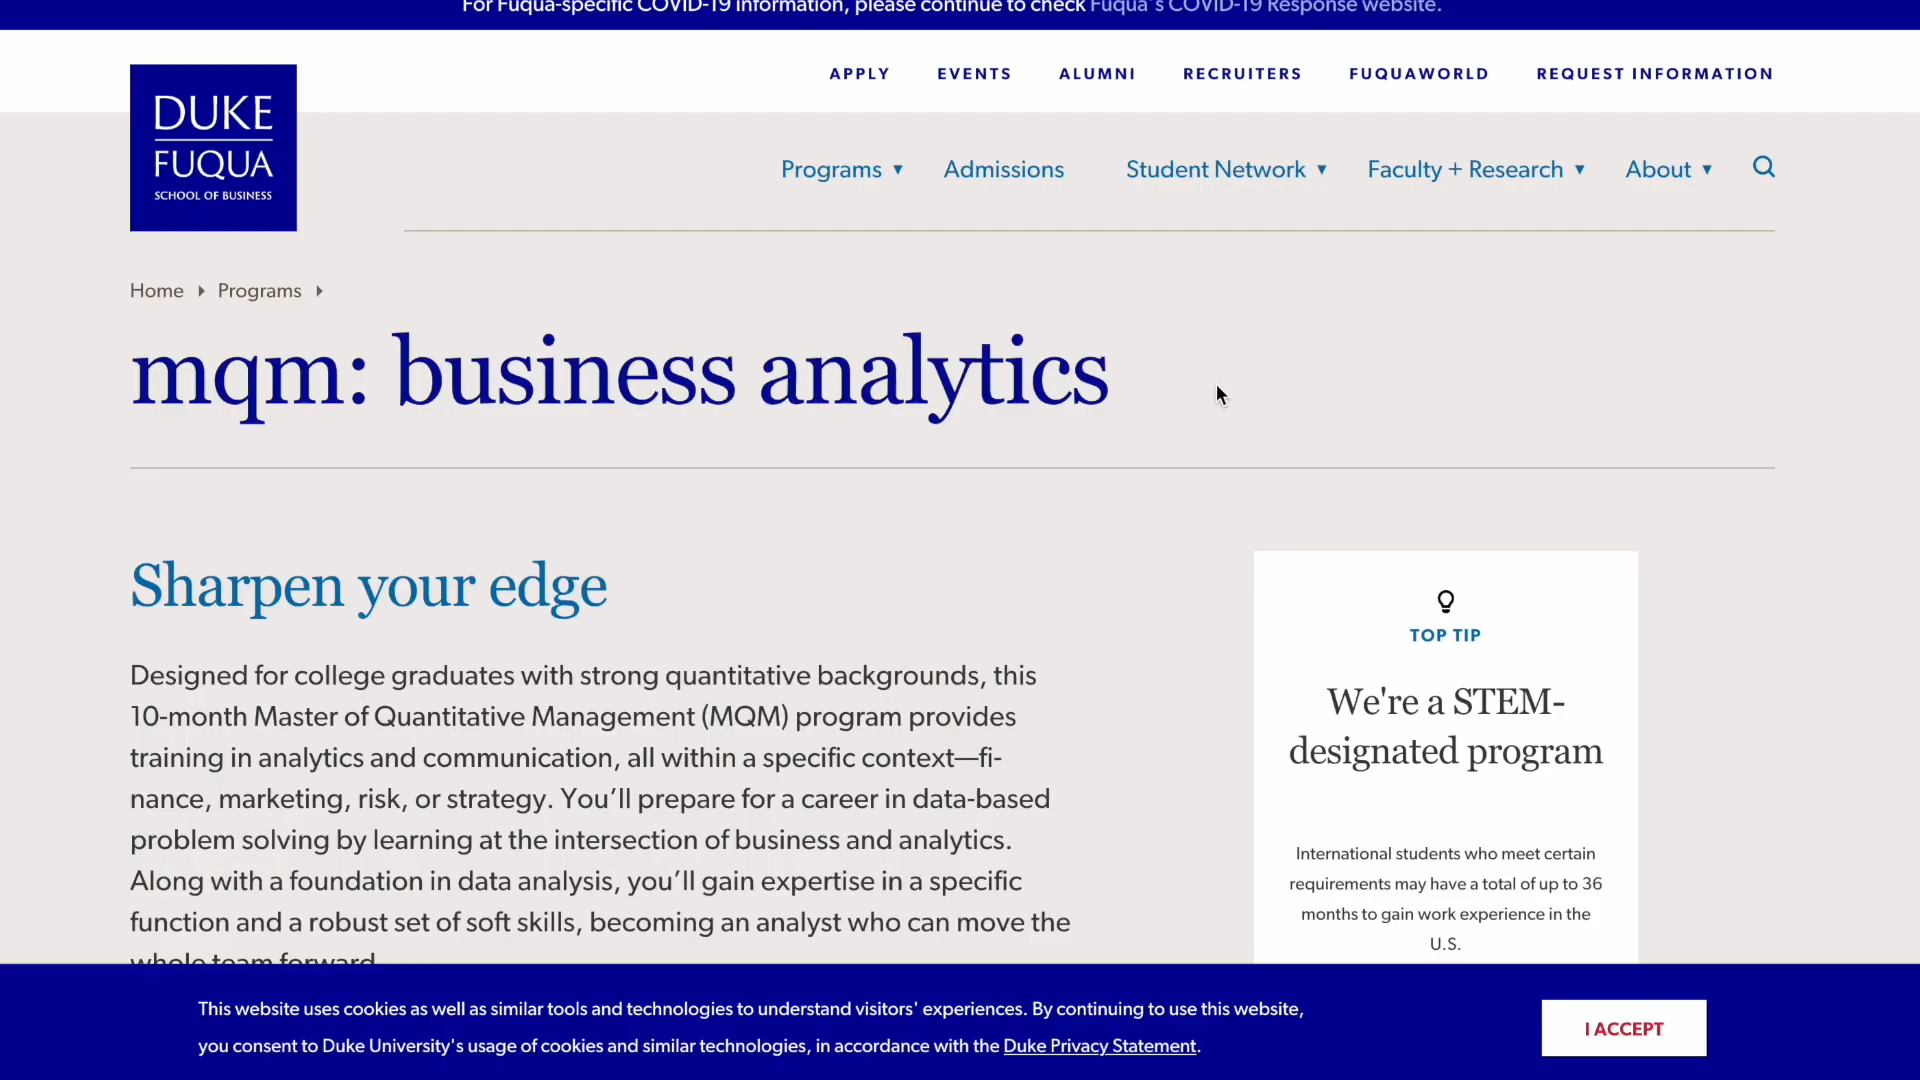 For Fuqua-specific COVID-19 information, please continue to check Fuqua's COVID-19 Response website.
APPLY EVENTS ALUMNI RECRUITERS FUQUAWORLD REQUEST INFORMATION
DUKE
FUQUA
SCHOOL OF BUSINESS
Programs ▼ Admissions Student Network ▼ Faculty + Research ▼ About ▼
Home Programs
mqm: business analytics
Sharpen your edge
Designed for college graduates with strong quantitative backgrounds, this
10-month Master of Quantitative Management (MQM) program provides
training in analytics and communication, all within a specific context—fi-
nance, marketing, risk, or strategy. You’ll prepare for a career in data-based
problem solving by learning at the intersection of business and analytics.
Along with a foundation in data analysis, you’ll gain expertise in a specific
function and a robust set of soft skills, becoming an analyst who can move the
whole team forward.
TOP TIP
We're a STEM-
designated program
International students who meet certain
requirements may have a total of up to 36
months to gain work experience in the
U.S.
This website uses cookies as well as similar tools and technologies to understand visitors' experiences. By continuing to use this website,
you consent to Duke University's usage of cookies and similar technologies, in accordance with the Duke Privacy Statement.
I ACCEPT